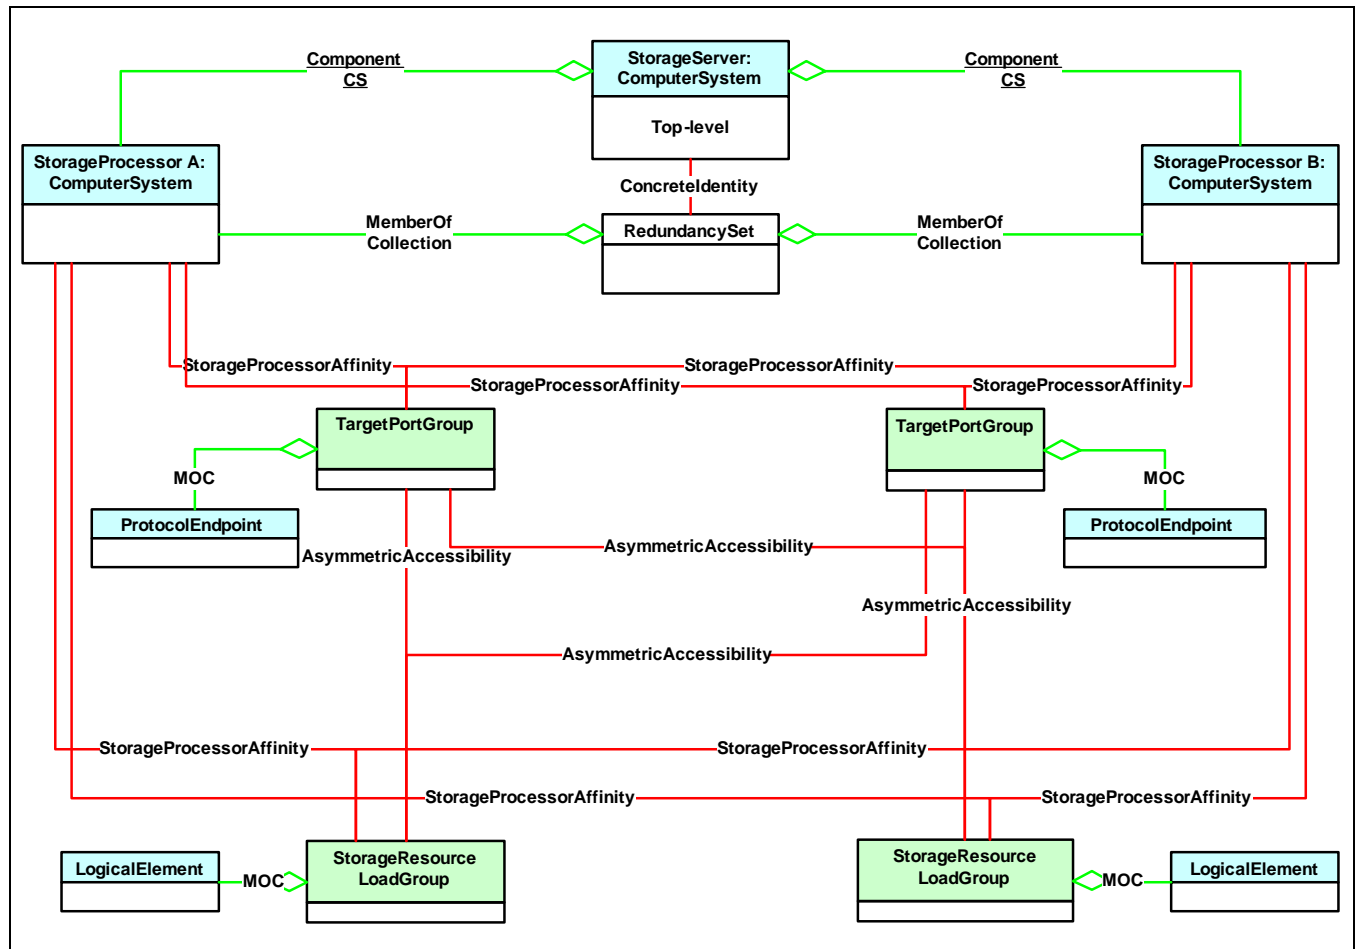 Component
CS
StorageServer:
ComputerSystem
Component
CS
Top-level
StorageProcessor A:
ComputerSystem
StorageProcessor B:
ComputerSystem
ConcreteIdentity
MemberOf
Collection
RedundancySet
MemberOf
Collection
StorageProcessorAffinity
StorageProcessorAffinity
StorageProcessorAffinity
StorageProcessorAffinity
TargetPortGroup
TargetPortGroup
MOC
MOC
ProtocolEndpoint
ProtocolEndpoint
AsymmetricAccessibility
AsymmetricAccessibility
AsymmetricAccessibility
AsymmetricAccessibility
StorageProcessorAffinity
StorageProcessorAffinity
StorageProcessorAffinity
StorageProcessorAffinity
StorageResource
LoadGroup
StorageResource
LoadGroup
LogicalElement
MOC
MOC
LogicalElement